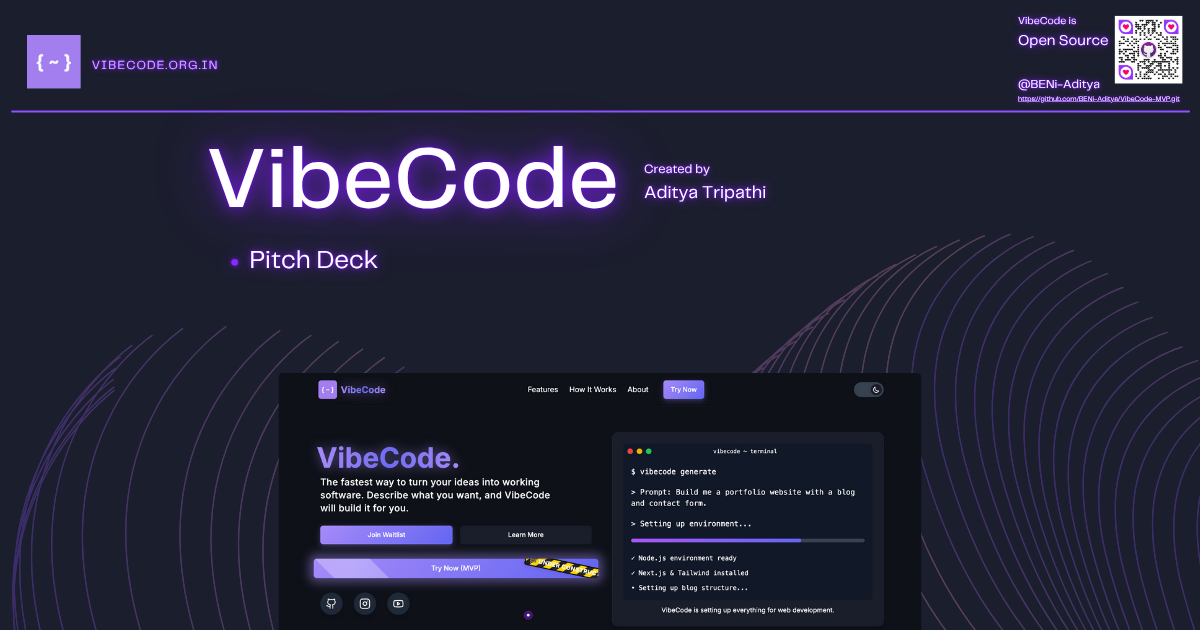 { ~ }
VIBECODE.ORG.IN
VibeCode is
Open Source
@BENi-Aditya
https://github.com/BENi-Aditya/VibeCode-MVP.git
VibeCode
Created by
Aditya Tripathi
• Pitch Deck
{ ~ } VibeCode
Features How It Works About Try Now
VibeCode.
The fastest way to turn your ideas into working
software. Describe what you want, and VibeCode
will build it for you.
Join Waitlist Learn More
Try Now (MVP)
vibecode ~ terminal
$ vibecode generate
> Prompt: Build me a portfolio website with a blog
and contact form.
> Setting up environment...
✓ Node.js environment ready
✓ Next.js & Tailwind installed
• Setting up blog structure...
VibeCode is setting up everything for web development.